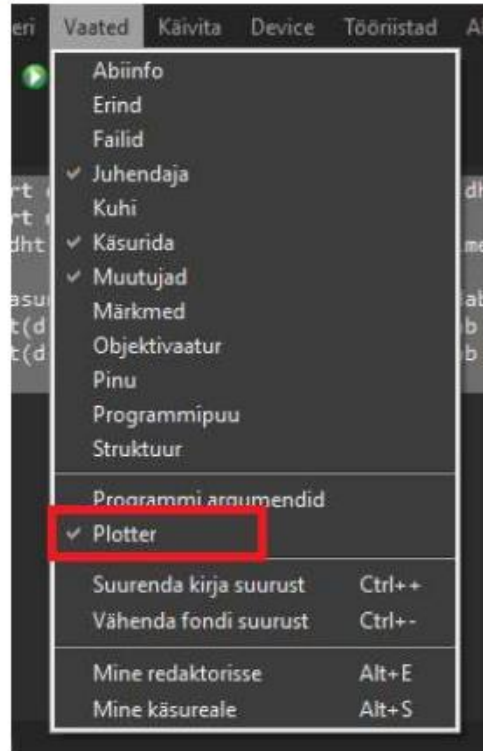 eri Vaated Käivita Device Tööriistad
Abiinfo
Erind
Failid
Juhendaja
Kuhi
Käsurida
Muutujad
Märkmed
Objektivaatur
Pinu
Programmipuu
Struktuur
Programmi argumendid
Plotter
Suurenda kirja suurust Ctrl++
Vähenda fondi suurust Ctrl+-
Mine redaktorisse Alt+E
Mine käsureale Alt+S